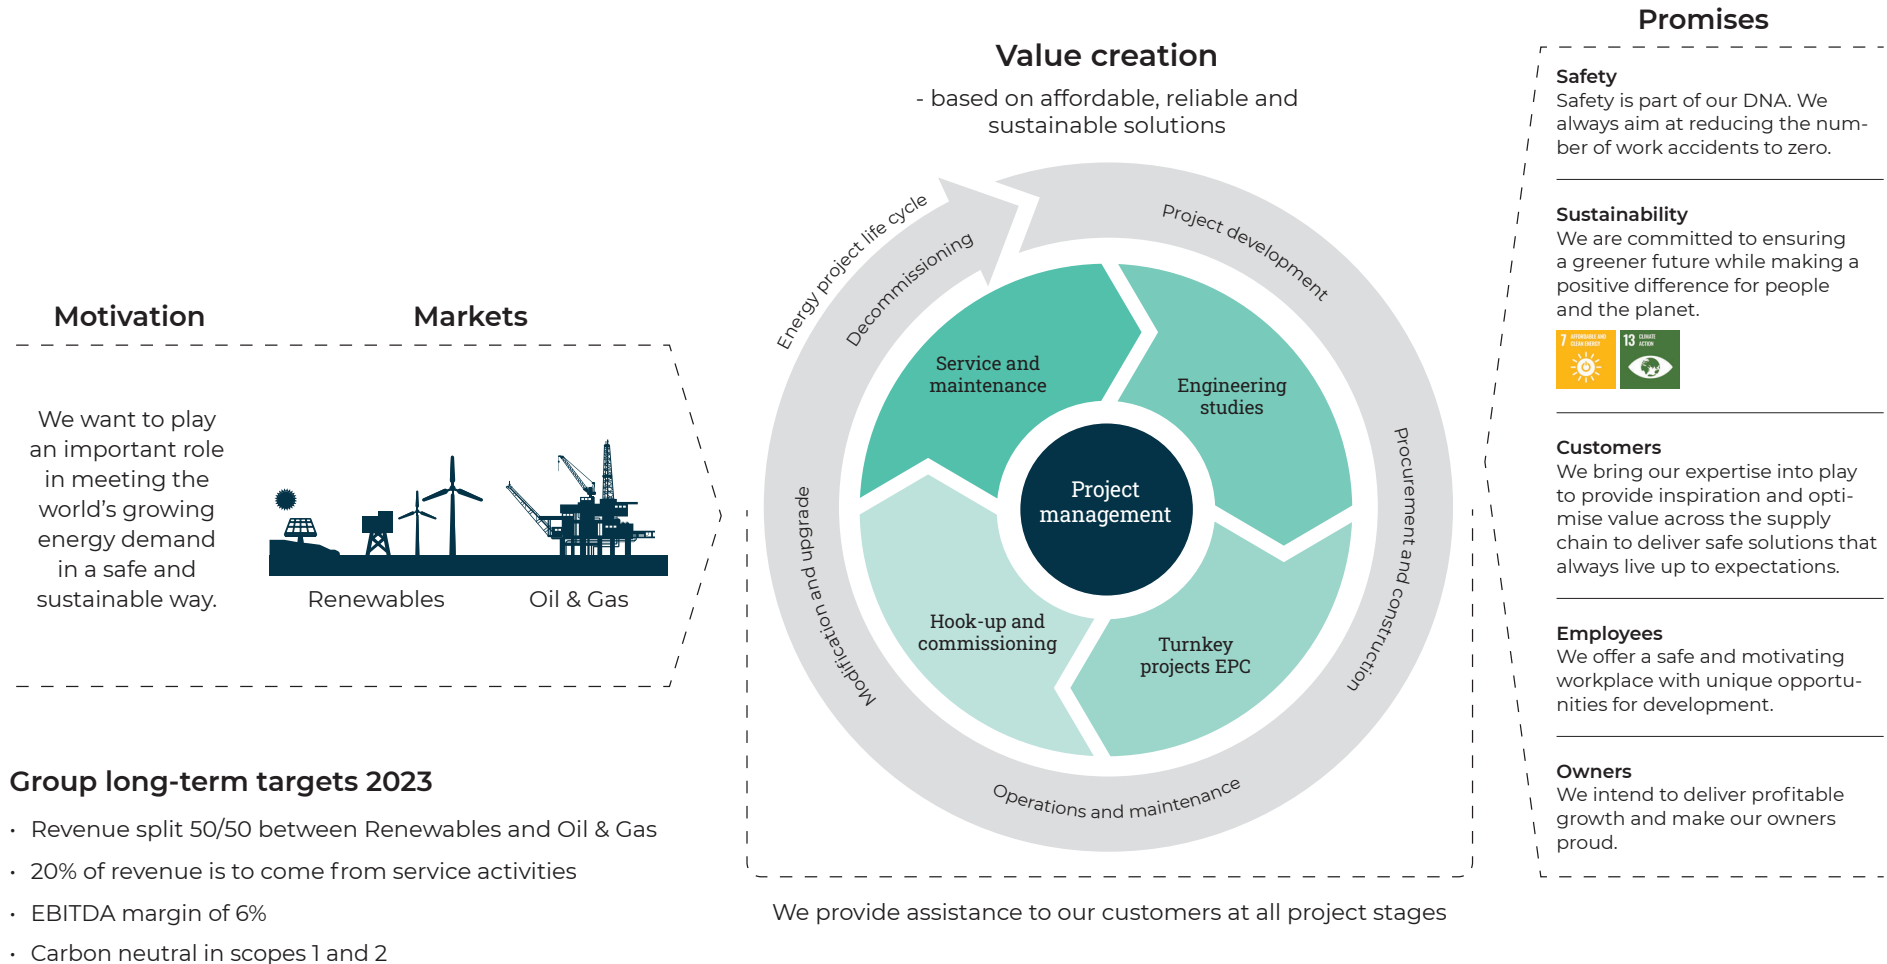 Motivation
We want to play
an important role
in meeting the
world's growing
energy demand
in a safe and
sustainable way.
Markets
Renewables
Oil & Gas
Group long-term targets 2023
· Revenue split 50/50 between Renewables and Oil & Gas
· 20% of revenue is to come from service activities
· EBITDA margin of 6%
· Carbon neutral in scopes 1 and 2
Value creation
- based on affordable, reliable and
sustainable solutions
Energy project life cycle
Project development
Procurement and construction
Operations and maintenance
Modification and upgrade
Decommissioning
Engineering
studies
Turnkey
projects EPC
Hook-up and
commissioning
Service and
maintenance
Project
management
We provide assistance to our customers at all project stages
Promises
Safety
Safety is part of our DNA. We
always aim at reducing the num-
ber of work accidents to zero.
Sustainability
We are committed to ensuring
a greener future while making a
positive difference for people
and the planet.
7 AFFORDABLE AND
CLEAN ENERGY
13 CLIMATE
ACTION
Customers
We bring our expertise into play
to provide inspiration and opti-
mise value across the supply
chain to deliver safe solutions that
always live up to expectations.
Employees
We offer a safe and motivating
workplace with unique opportu-
nities for development.
Owners
We intend to deliver profitable
growth and make our owners
proud.